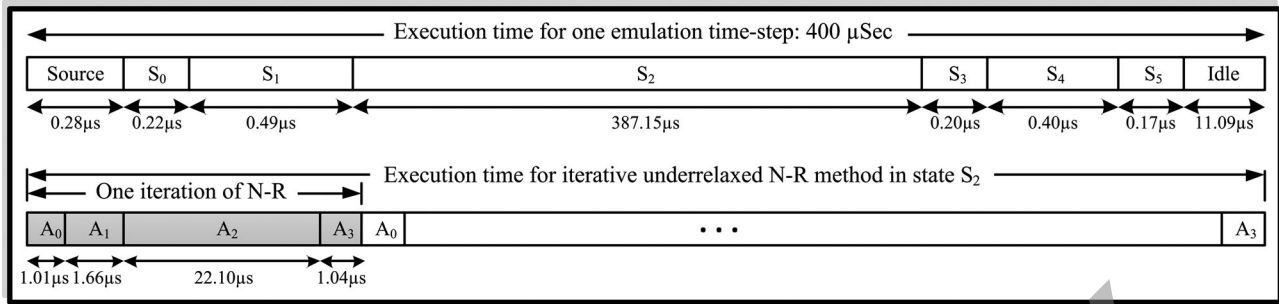 Execution time for one emulation time-step: 400 µSec
Source S₀ S₁ S₂ S₃ S₄ S₅ Idle
0.28µs 0.22µs 0.49µs 387.15µs 0.20µs 0.40µs 0.17µs 11.09µs
Execution time for iterative underrelaxed N-R method in state S₂
One iteration of N-R
A₀ A₁ A₂ A₃ A₀ • • • A₃
1.01µs 1.66µs 22.10µs 1.04µs